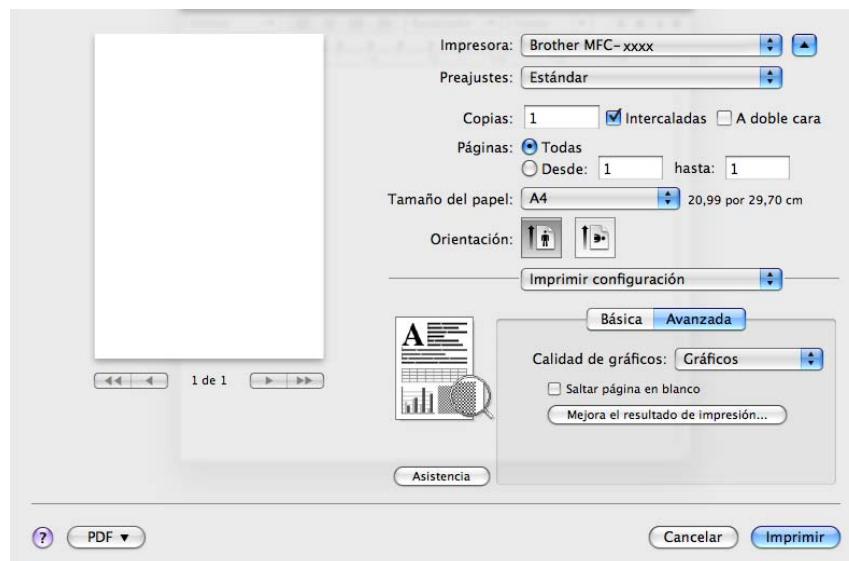 Impresora: Brother MFC-xxxx
Preajustes: Estándar
Copias: 1 Intercaladas A doble cara
Páginas: Todas
Desde: 1 hasta: 1
Tamaño del papel: A4 20,99 por 29,70 cm
Orientación:
Imprimir configuración
Básica Avanzada
A
Calidad de gráficos: Gráficos
1 de 1
Saltar página en blanco
Mejora el resultado de impresión...
Asistencia
? PDF Cancelar Imprimir